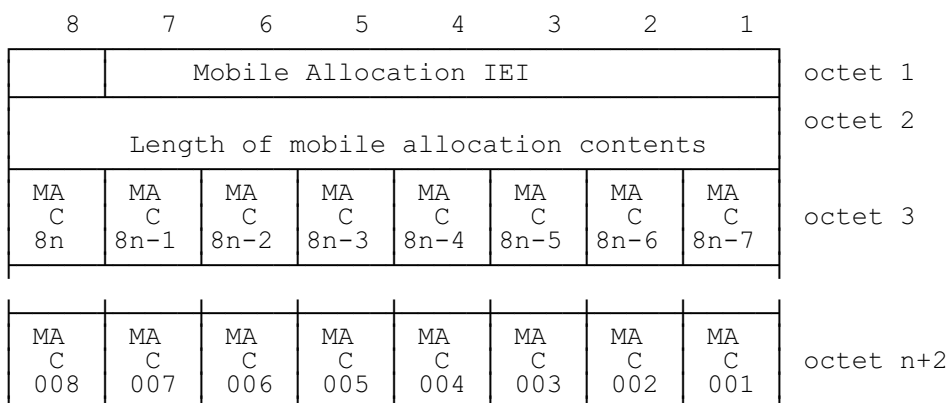 8 7 6 5 4 3 2 1
Mobile Allocation IEI octet 1
octet 2
Length of mobile allocation contents
MA MA MA MA MA MA MA MA
C C C C C C C C octet 3
8n 8n-1 8n-2 8n-3 8n-4 8n-5 8n-6 8n-7
MA MA MA MA MA MA MA MA
C C C C C C C C octet n+2
008 007 006 005 004 003 002 001